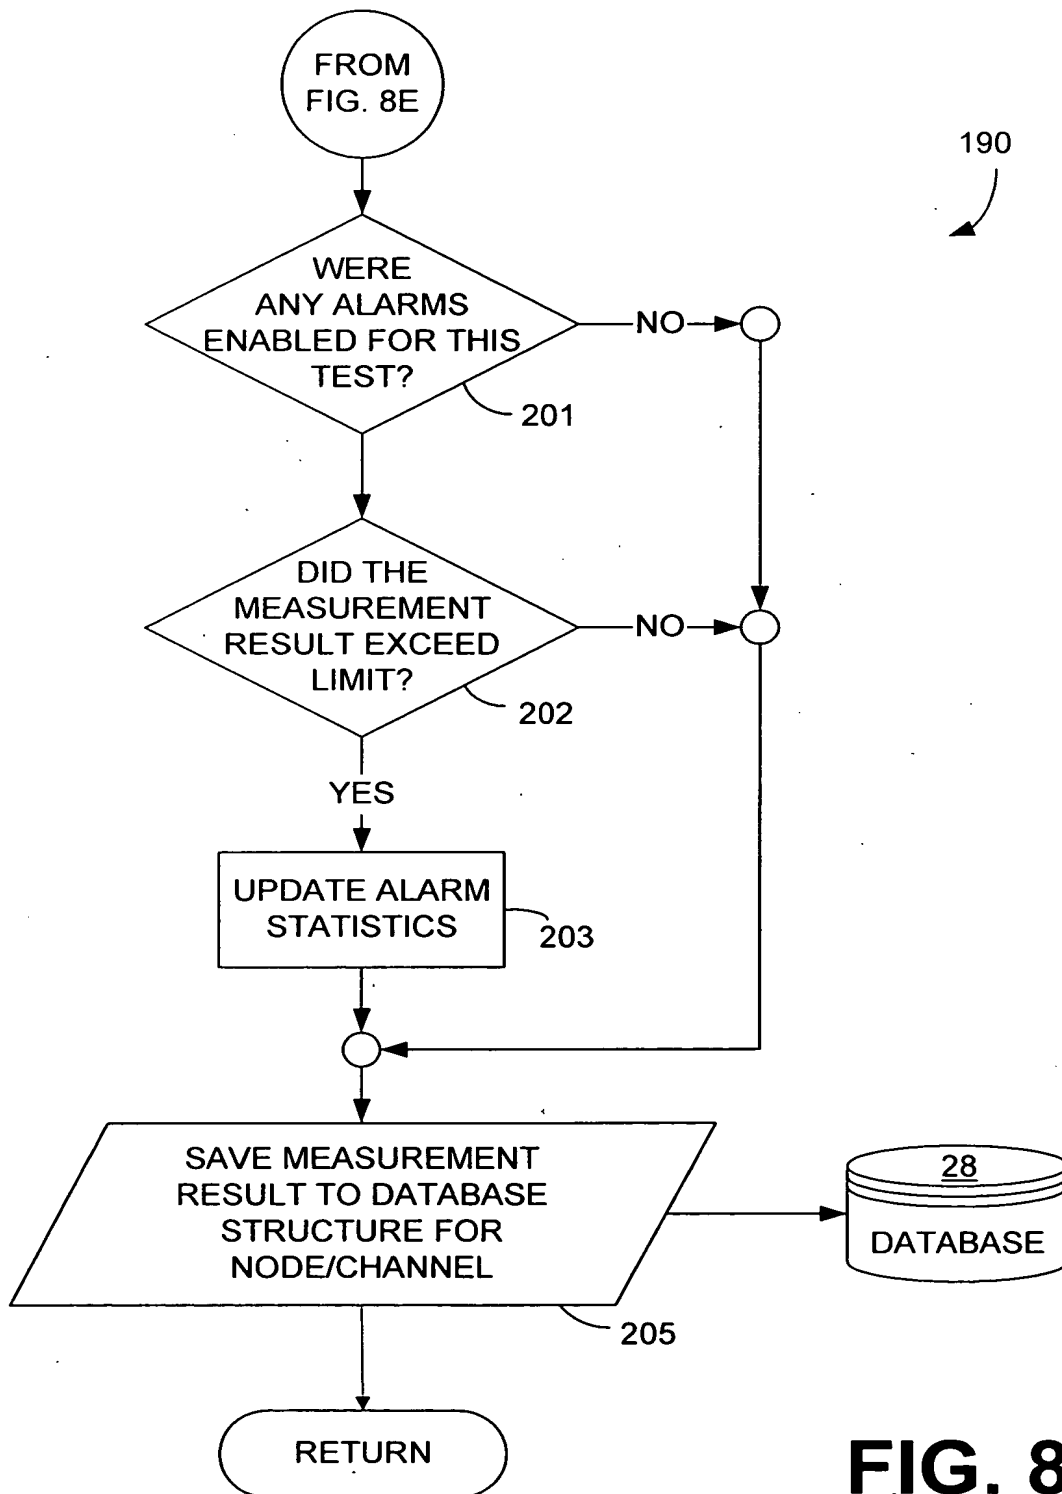 FROM
FIG. 8E
190
WERE
ANY ALARMS
ENABLED FOR THIS
TEST?
NO
201
DID THE
MEASUREMENT
RESULT EXCEED
LIMIT?
NO
202
YES
UPDATE ALARM
STATISTICS
203
SAVE MEASUREMENT
RESULT TO DATABASE
STRUCTURE FOR
NODE/CHANNEL
28
DATABASE
205
RETURN
FIG. 8